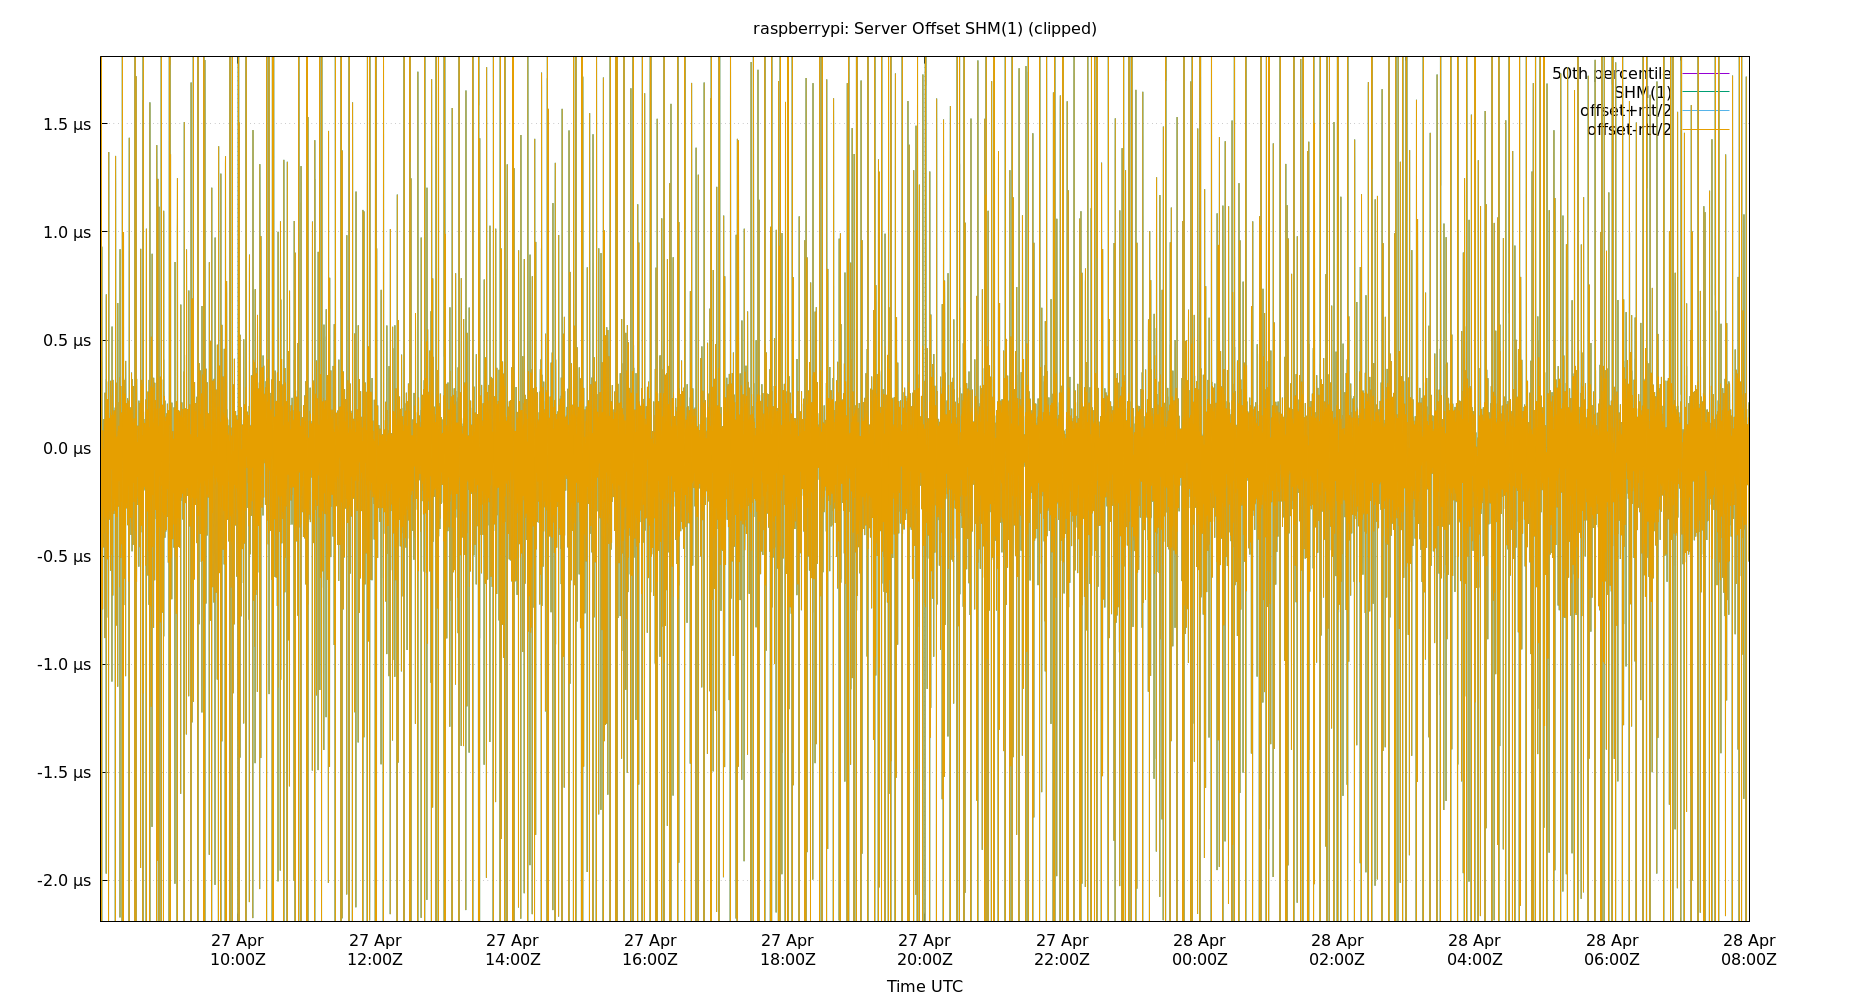 raspberrypi: Server Offset SHM(1) (clipped)
50th percentile
SHM(1)
offset+rtt/2
offset-rtt/2
1.5 µs
1.0 µs
0.5 µs
0.0 µs
-0.5 µs
-1.0 µs
-1.5 µs
-2.0 µs
27 Apr 27 Apr 27 Apr 27 Apr 27 Apr 27 Apr 27 Apr 28 Apr 28 Apr 28 Apr 28 Apr 28 Apr
10:00Z 12:00Z 14:00Z 16:00Z 18:00Z 20:00Z 22:00Z 00:00Z 02:00Z 04:00Z 06:00Z 08:00Z
Time UTC